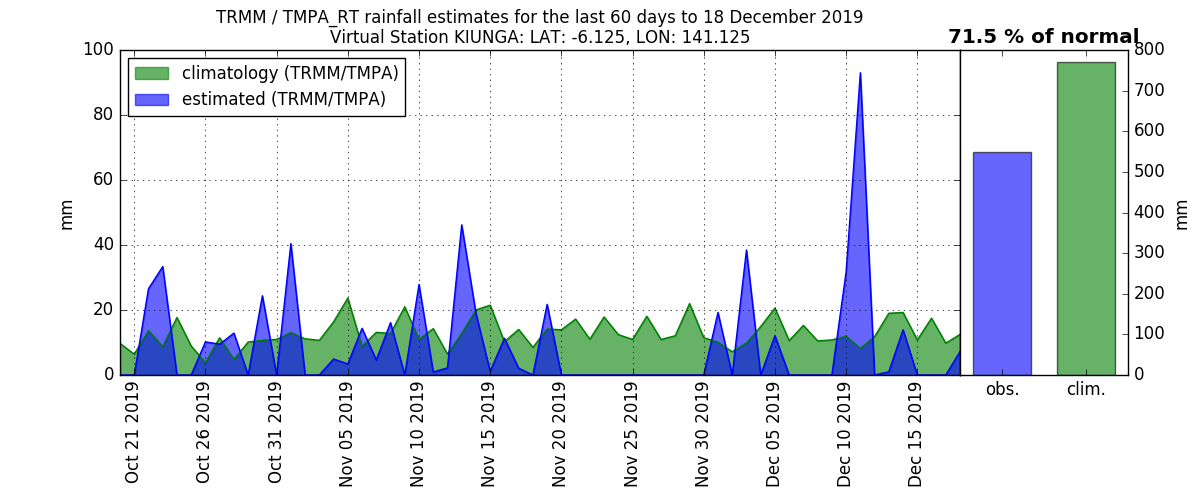 TRMM / TMPA_RT rainfall estimates for the last 60 days to 18 December 2019
Virtual Station KIUNGA: LAT: -6.125, LON: 141.125
71.5 % of normal
climatology (TRMM/TMPA)
estimated (TRMM/TMPA)
mm
100
80
60
40
20
0
Oct 21 2019
Oct 26 2019
Oct 31 2019
Nov 05 2019
Nov 10 2019
Nov 15 2019
Nov 20 2019
Nov 25 2019
Nov 30 2019
Dec 05 2019
Dec 10 2019
Dec 15 2019
obs.
clim.
800
700
600
500
400
300
200
100
0
mm